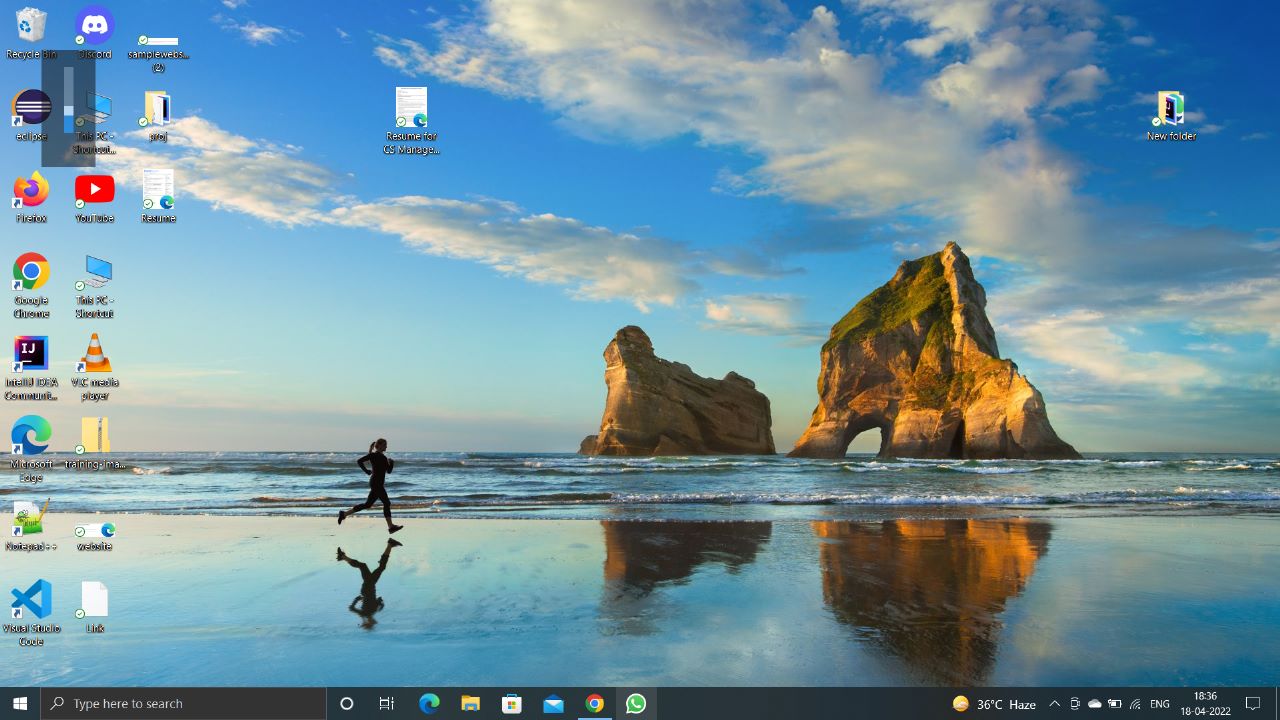 Recycle Bin
Discord
samplewebs...
(2)
eclipse
This PC -
Shortcut...
proj
Resume for
CS Manage...
New folder
Firefox
YouTube
Resume
Google
Chrome
This PC -
Shortcut
IJ
IntelliJ IDEA
Communit...
VLC media
player
Microsoft
Edge
training-ima...
Notepad++
website
Visual Studio
Code
Link
Type here to search
36°C Haze
ENG
18:36
18-04-2022